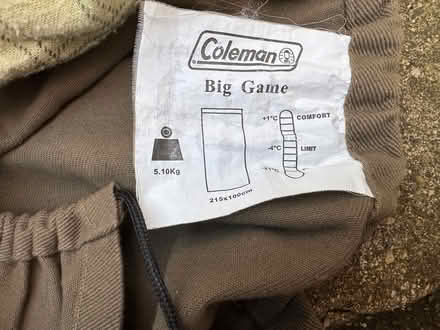 Coleman
Big Game
+1°C COMFORT
-4°C LIMIT
5.10Kg
215x100cm